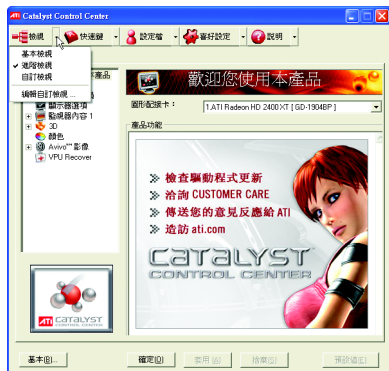 ATI Catalyst Control Center
檢視 快速鍵 設定檔 喜好設定 說明
基本檢視
進階檢視
自訂檢視
編輯自訂檢視 ...
產品
顯示器選項
監視器內容 1
3D
顏色
Avivo™ 影像
VPU Recover
歡迎您使用本產品
圖形配接卡：
1.ATI Radeon HD 2400 XT [ GD-1904BP ]
產品功能
檢查驅動程式更新
洽詢 CUSTOMER CARE
傳送您的意見反應給 ATI
造訪 ati.com
CATALYST
CONTROL CENTER
ATI CATALYST
CONTROL CENTER
基本(B)...
確定(O)
套用 (A)
捨棄(D)
預設值(E)